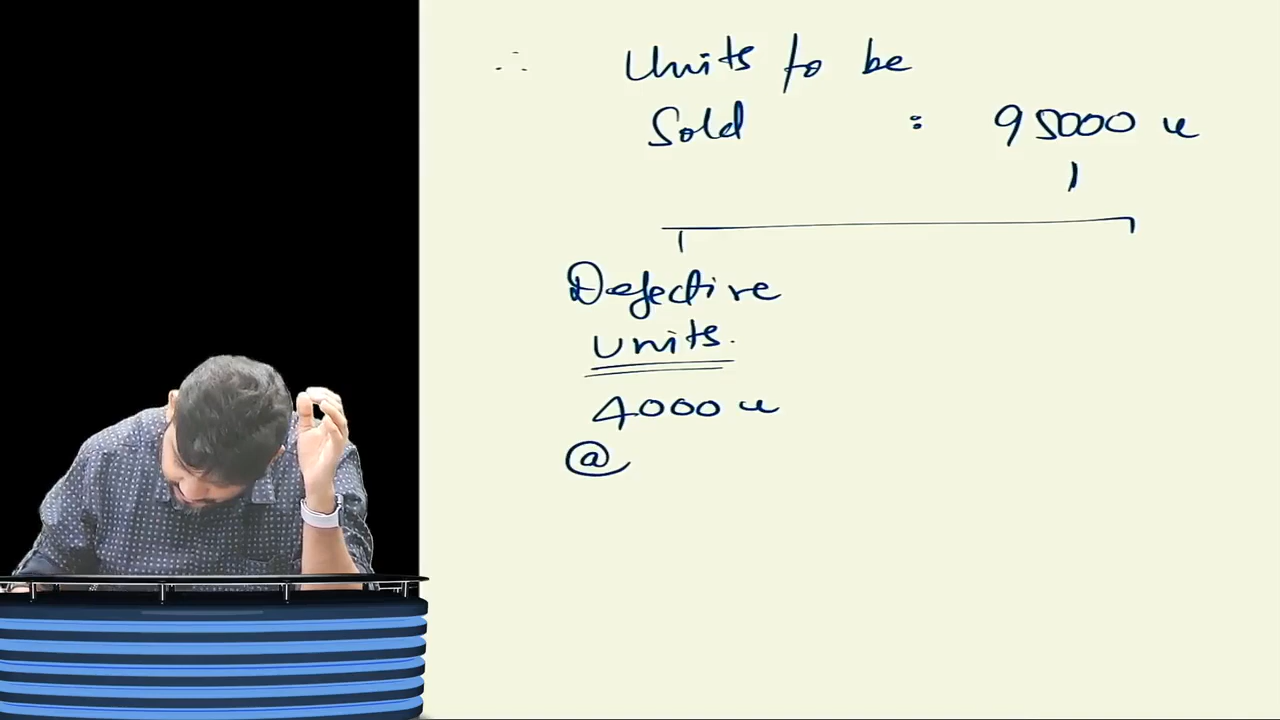 ∴ Units to be
Sold : 95000 u
Defective
units.
4000 u
@